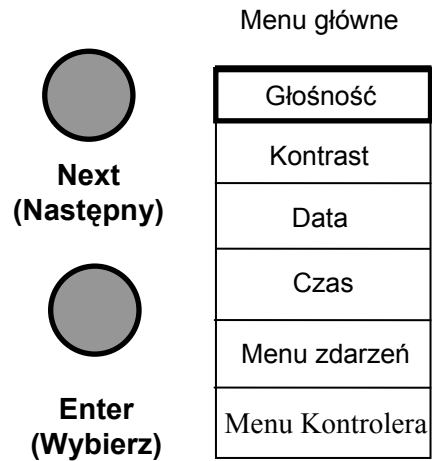 Menu główne
Głośność
Kontrast
Data
Czas
Menu zdarzeń
Menu Kontrolera
Next
(Następny)
Enter
(Wybierz)